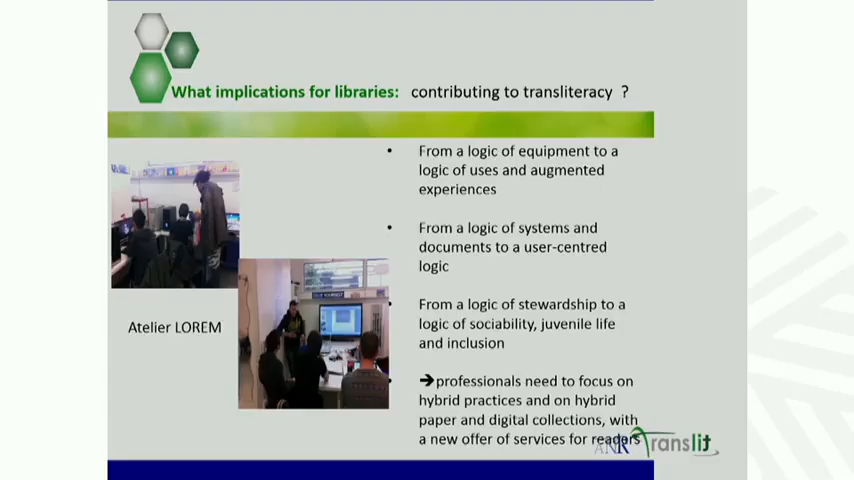 What implications for libraries: contributing to transliteracy ?
• From a logic of equipment to a
logic of uses and augmented
experiences
• From a logic of systems and
documents to a user-centred
logic
• From a logic of stewardship to a
logic of sociability, juvenile life
and inclusion
• ➔professionals need to focus on
hybrid practices and on hybrid
paper and digital collections, with
a new offer of services for readers
Atelier LOREM
ANR Translit